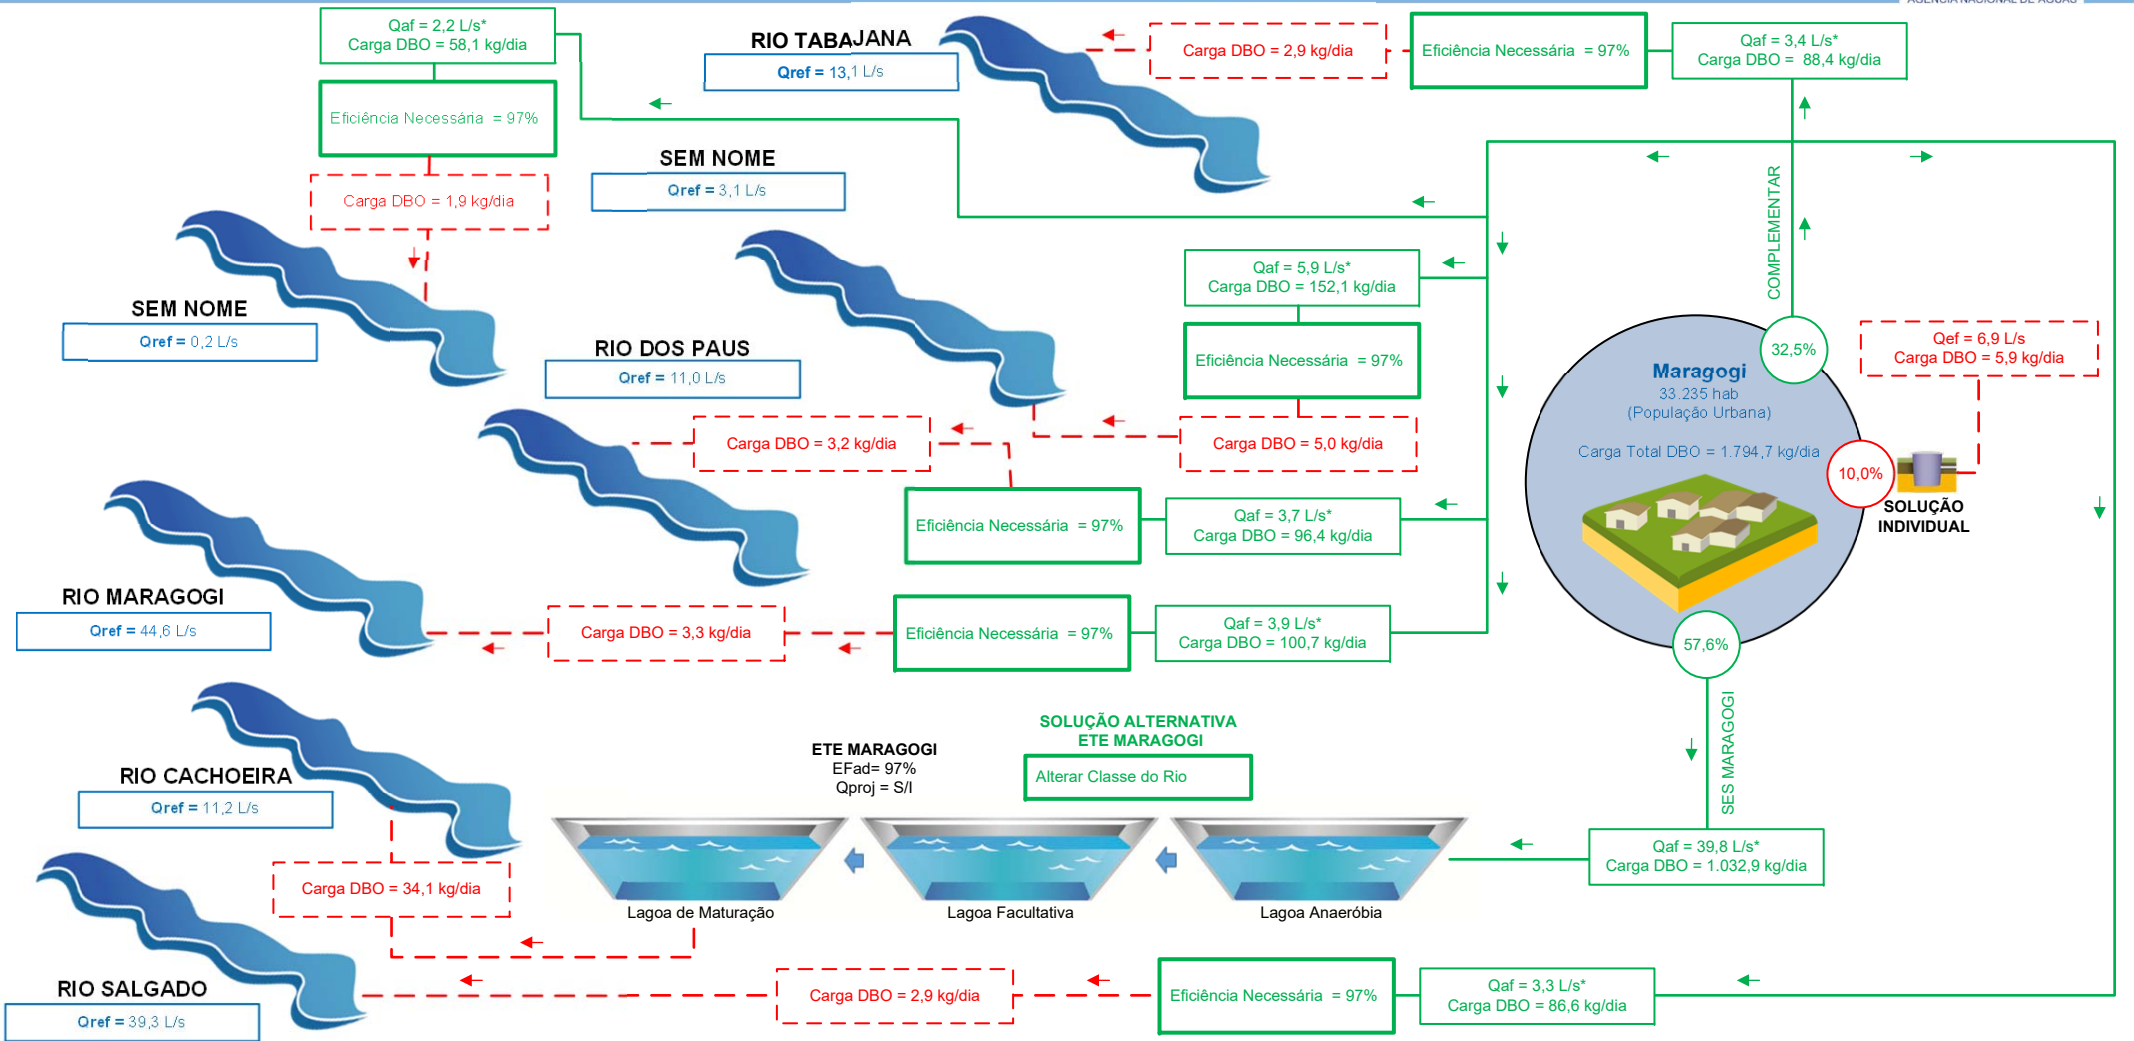 AGÊNCIA NACIONAL DE ÁGUAS
Qaf = 2,2 L/s*
Carga DBO = 58,1 kg/dia
Eficiência Necessária = 97%
Carga DBO = 1,9 kg/dia
SEM NOME
Qref = 0,2 L/s
RIO TABAJANA
Qref = 13,1 L/s
Carga DBO = 2,9 kg/dia
Eficiência Necessária = 97%
Qaf = 3,4 L/s*
Carga DBO = 88,4 kg/dia
SEM NOME
Qref = 3,1 L/s
Qaf = 5,9 L/s*
Carga DBO = 152,1 kg/dia
Eficiência Necessária = 97%
Carga DBO = 5,0 kg/dia
RIO DOS PAUS
Qref = 11,0 L/s
Carga DBO = 3,2 kg/dia
Eficiência Necessária = 97%
Qaf = 3,7 L/s*
Carga DBO = 96,4 kg/dia
RIO MARAGOGI
Qref = 44,6 L/s
Carga DBO = 3,3 kg/dia
Eficiência Necessária = 97%
Qaf = 3,9 L/s*
Carga DBO = 100,7 kg/dia
COMPLEMENTAR
32,5%
Maragogi
33.235 hab
(População Urbana)
Carga Total DBO = 1.794,7 kg/dia
10,0%
Qef = 6,9 L/s
Carga DBO = 5,9 kg/dia
SOLUÇÃO
INDIVIDUAL
57,6%
SES MARAGOGI
Qaf = 39,8 L/s*
Carga DBO = 1.032,9 kg/dia
SOLUÇÃO ALTERNATIVA
ETE MARAGOGI
Alterar Classe do Rio
ETE MARAGOGI
EFad= 97%
Qproj = S/I
Lagoa de Maturação
Lagoa Facultativa
Lagoa Anaeróbia
RIO CACHOEIRA
Qref = 11,2 L/s
Carga DBO = 34,1 kg/dia
RIO SALGADO
Qref = 39,3 L/s
Carga DBO = 2,9 kg/dia
Eficiência Necessária = 97%
Qaf = 3,3 L/s*
Carga DBO = 86,6 kg/dia